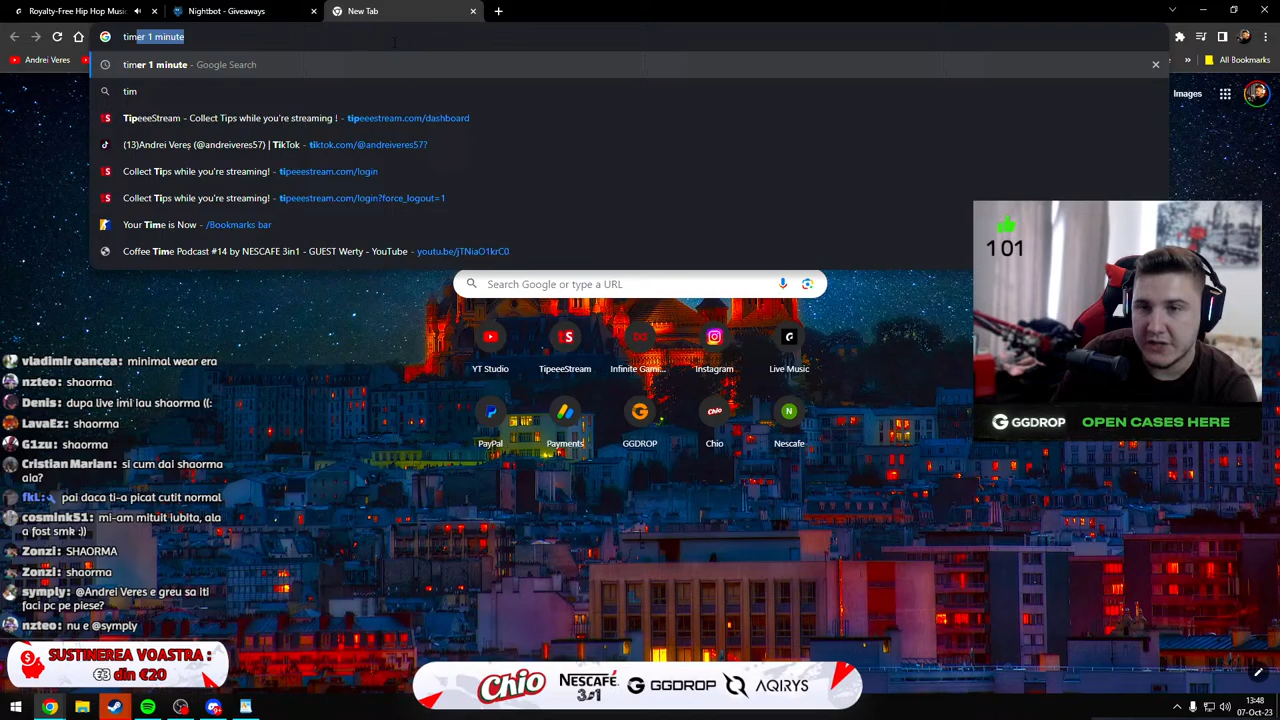 Royalty-Free Hip Hop Music
Nightbot - Giveaways
New Tab
timer 1 minute
Andrei Veres
»
All Bookmarks
timer 1 minute - Google Search
tim
TipeeeStream - Collect Tips while you're streaming ! - tipeeestream.com/dashboard
(13)Andrei Vereș (@andreiveres57) | TikTok - tiktok.com/@andreiveres57?
Collect Tips while you're streaming! - tipeeestream.com/login
Collect Tips while you're streaming! - tipeeestream.com/login?force_logout=1
Your Time is Now - /Bookmarks bar
Coffee Time Podcast #14 by NESCAFE 3in1 - GUEST Werty - YouTube - youtu.be/jTNiaO1krC0
Images
Search Google or type a URL
YT Studio
TipeeeStream
Infinite Gami...
Instagram
Live Music
PayPal
Payments
GGDROP
Chio
Nescafe
101
GGDROP OPEN CASES HERE
vladimir oancea: minimal wear era
nzteo: shaorma
Denis: dupa live imi iau shaorma ((:
LavaEz: shaorma
G1zu: shaorma
Cristian Marian: si cum dai shaorma
aia?
fkL: pai daca ti-a picat cutit normal
cosmink51: mi-am mituit iubita, ala
a fost smk :))
Zonzi: SHAORMA
Zonzi: shaorma
symply: @Andrei Veres e greu sa iti
faci pc pe piese?
nzteo: nu e @symply
SUSTINEREA VOASTRA :
€3 din €20
Chio
NESCAFÉ
3in1
GGDROP
AQIRYS
13:48
07-Oct-23